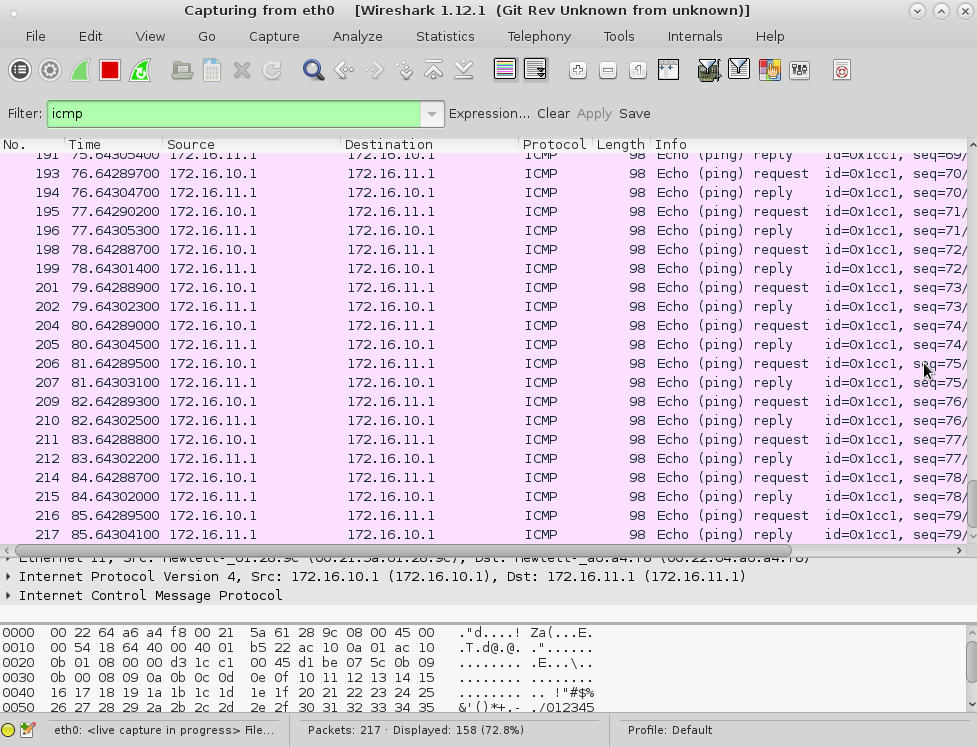 Capturing from eth0 [Wireshark 1.12.1 (Git Rev Unknown from unknown)]
File Edit View Go Capture Analyze Statistics Telephony Tools Internals Help
Filter: icmp Expression... Clear Apply Save
No. Time Source Destination Protocol Length Info
191 75.64305400 172.16.11.1 172.16.10.1 ICMP 98 Echo (ping) reply id=0x1cc1, seq=69/
193 76.64289700 172.16.10.1 172.16.11.1 ICMP 98 Echo (ping) request id=0x1cc1, seq=70/
194 76.64304700 172.16.11.1 172.16.10.1 ICMP 98 Echo (ping) reply id=0x1cc1, seq=70/
195 77.64290200 172.16.10.1 172.16.11.1 ICMP 98 Echo (ping) request id=0x1cc1, seq=71/
196 77.64305300 172.16.11.1 172.16.10.1 ICMP 98 Echo (ping) reply id=0x1cc1, seq=71/
198 78.64288700 172.16.10.1 172.16.11.1 ICMP 98 Echo (ping) request id=0x1cc1, seq=72/
199 78.64301400 172.16.11.1 172.16.10.1 ICMP 98 Echo (ping) reply id=0x1cc1, seq=72/
201 79.64288900 172.16.10.1 172.16.11.1 ICMP 98 Echo (ping) request id=0x1cc1, seq=73/
202 79.64302300 172.16.11.1 172.16.10.1 ICMP 98 Echo (ping) reply id=0x1cc1, seq=73/
204 80.64289000 172.16.10.1 172.16.11.1 ICMP 98 Echo (ping) request id=0x1cc1, seq=74/
205 80.64304500 172.16.11.1 172.16.10.1 ICMP 98 Echo (ping) reply id=0x1cc1, seq=74/
206 81.64289500 172.16.10.1 172.16.11.1 ICMP 98 Echo (ping) request id=0x1cc1, seq=75/
207 81.64303100 172.16.11.1 172.16.10.1 ICMP 98 Echo (ping) reply id=0x1cc1, seq=75/
209 82.64289300 172.16.10.1 172.16.11.1 ICMP 98 Echo (ping) request id=0x1cc1, seq=76/
210 82.64302500 172.16.11.1 172.16.10.1 ICMP 98 Echo (ping) reply id=0x1cc1, seq=76/
211 83.64288800 172.16.10.1 172.16.11.1 ICMP 98 Echo (ping) request id=0x1cc1, seq=77/
212 83.64302200 172.16.11.1 172.16.10.1 ICMP 98 Echo (ping) reply id=0x1cc1, seq=77/
214 84.64288700 172.16.10.1 172.16.11.1 ICMP 98 Echo (ping) request id=0x1cc1, seq=78/
215 84.64302000 172.16.11.1 172.16.10.1 ICMP 98 Echo (ping) reply id=0x1cc1, seq=78/
216 85.64289500 172.16.10.1 172.16.11.1 ICMP 98 Echo (ping) request id=0x1cc1, seq=79/
217 85.64304100 172.16.11.1 172.16.10.1 ICMP 98 Echo (ping) reply id=0x1cc1, seq=79/
Ethernet II, Src: Hewlett-_61:28:9c (00:21:5a:61:28:9c), Dst: Hewlett-_a6:a4:f8 (00:22:64:a6:a4:f8)
Internet Protocol Version 4, Src: 172.16.10.1 (172.16.10.1), Dst: 172.16.11.1 (172.16.11.1)
Internet Control Message Protocol
0000 00 22 64 a6 a4 f8 00 21 5a 61 28 9c 08 00 45 00 ."d....! Za(...E.
0010 00 54 18 64 40 00 40 01 b5 22 ac 10 0a 01 ac 10 .T.d@.@. ."......
0020 0b 01 08 00 00 d3 1c c1 00 45 d1 be 07 5c 0b 09 ........ .E...\..
0030 0b 00 08 09 0a 0b 0c 0d 0e 0f 10 11 12 13 14 15 ........ ........
0040 16 17 18 19 1a 1b 1c 1d 1e 1f 20 21 22 23 24 25 ........ .. !"#$%
0050 26 27 28 29 2a 2b 2c 2d 2e 2f 30 31 32 33 34 35 &'()*+,- ./012345
eth0: <live capture in progress> File... Packets: 217 · Displayed: 158 (72.8%) Profile: Default